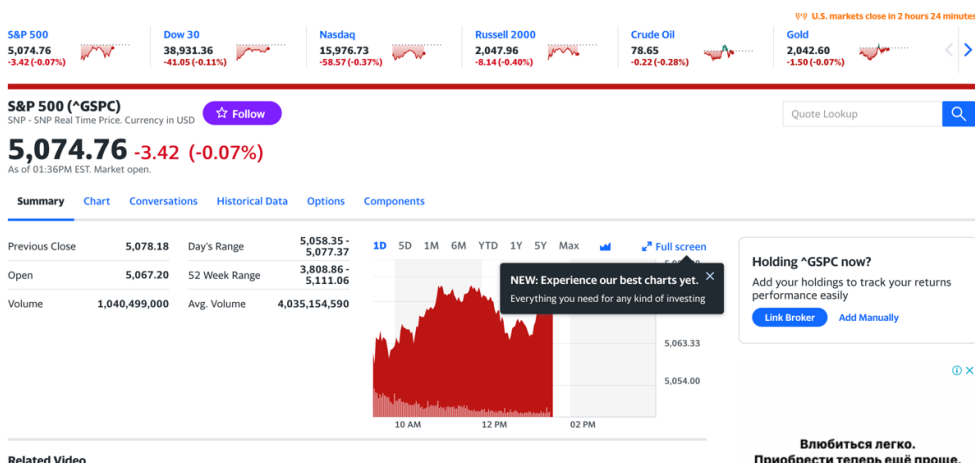 U.S. markets close in 2 hours 24 minutes
S&P 500
5,074.76
-3.42 (-0.07%)
Dow 30
38,931.36
-41.05 (-0.11%)
Nasdaq
15,976.73
-58.57 (-0.37%)
Russell 2000
2,047.96
-8.14 (-0.40%)
Crude Oil
78.65
-0.22 (-0.28%)
Gold
2,042.60
-1.50 (-0.07%)
S&P 500 (^GSPC)
SNP - SNP Real Time Price. Currency in USD
Follow
Quote Lookup
5,074.76 -3.42 (-0.07%)
As of 01:36PM EST. Market open.
Summary Chart Conversations Historical Data Options Components
Previous Close 5,078.18
Open 5,067.20
Volume 1,040,499,000
Day's Range 5,058.35 -
5,077.37
52 Week Range 3,808.86 -
5,111.06
Avg. Volume 4,035,154,590
1D 5D 1M 6M YTD 1Y 5Y Max Full screen
NEW: Experience our best charts yet.
Everything you need for any kind of investing
5,063.33
5,054.00
10 AM 12 PM 02 PM
Holding ^GSPC now?
Add your holdings to track your returns
performance easily
Link Broker Add Manually
Влюбиться легко.
Приобрести теперь ещё проще.
Related Video